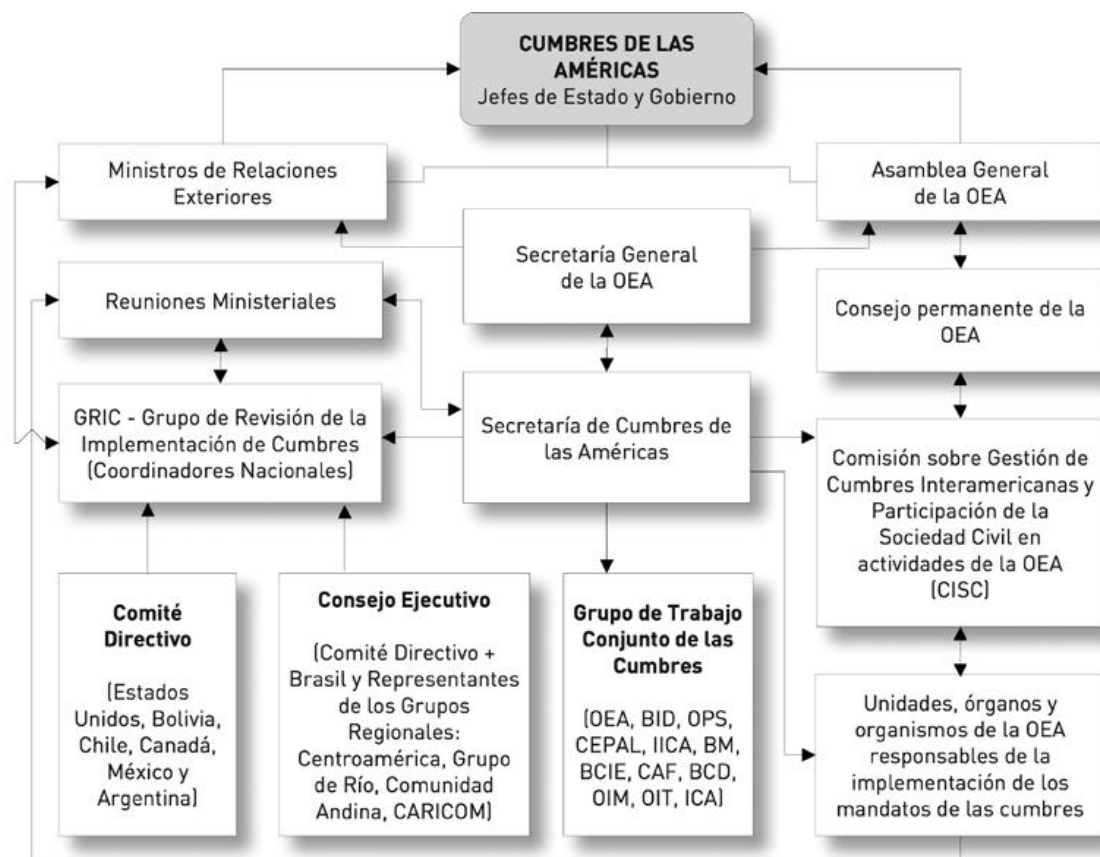 CUMBRES DE LAS
AMÉRICAS
Jefes de Estado y Gobierno
Ministros de Relaciones
Exteriores
Asamblea General
de la OEA
Secretaría General
de la OEA
Reuniones Ministeriales
Consejo permanente de la
OEA
GRIC - Grupo de Revisión de la
Implementación de Cumbres
(Coordinadores Nacionales)
Secretaría de Cumbres de
las Américas
Comisión sobre Gestión de
Cumbres Interamericanas y
Participación de la
Sociedad Civil en
actividades de la OEA
(CISC)
Comité
Directivo
(Estados
Unidos, Bolivia,
Chile, Canadá,
México y
Argentina)
Consejo Ejecutivo
(Comité Directivo +
Brasil y Representantes
de los Grupos
Regionales:
Centroamérica, Grupo
de Río, Comunidad
Andina, CARICOM)
Grupo de Trabajo
Conjunto de las
Cumbres
(OEA, BID, OPS,
CEPAL, IICA, BM,
BCIE, CAF, BCD,
OIM, OIT, ICA)
Unidades, órganos y
organismos de la OEA
responsables de la
implementación de los
mandatos de las cumbres